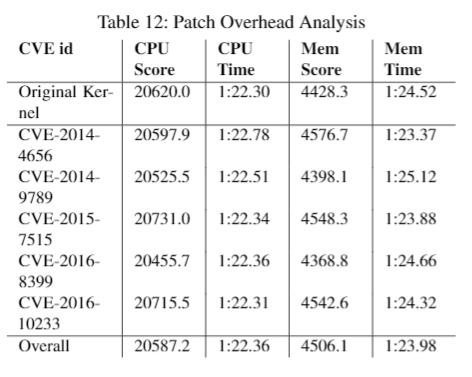 Table 12: Patch Overhead Analysis
CVE id CPU CPU Mem Mem
Score Time Score Time
Original Ker- 20620.0 1:22.30 4428.3 1:24.52
nel
CVE-2014- 20597.9 1:22.78 4576.7 1:23.37
4656
CVE-2014- 20525.5 1:22.51 4398.1 1:25.12
9789
CVE-2015- 20731.0 1:22.34 4548.3 1:23.88
7515
CVE-2016- 20455.7 1:22.36 4368.8 1:24.66
8399
CVE-2016- 20715.5 1:22.31 4542.6 1:24.32
10233
Overall 20587.2 1:22.36 4506.1 1:23.98